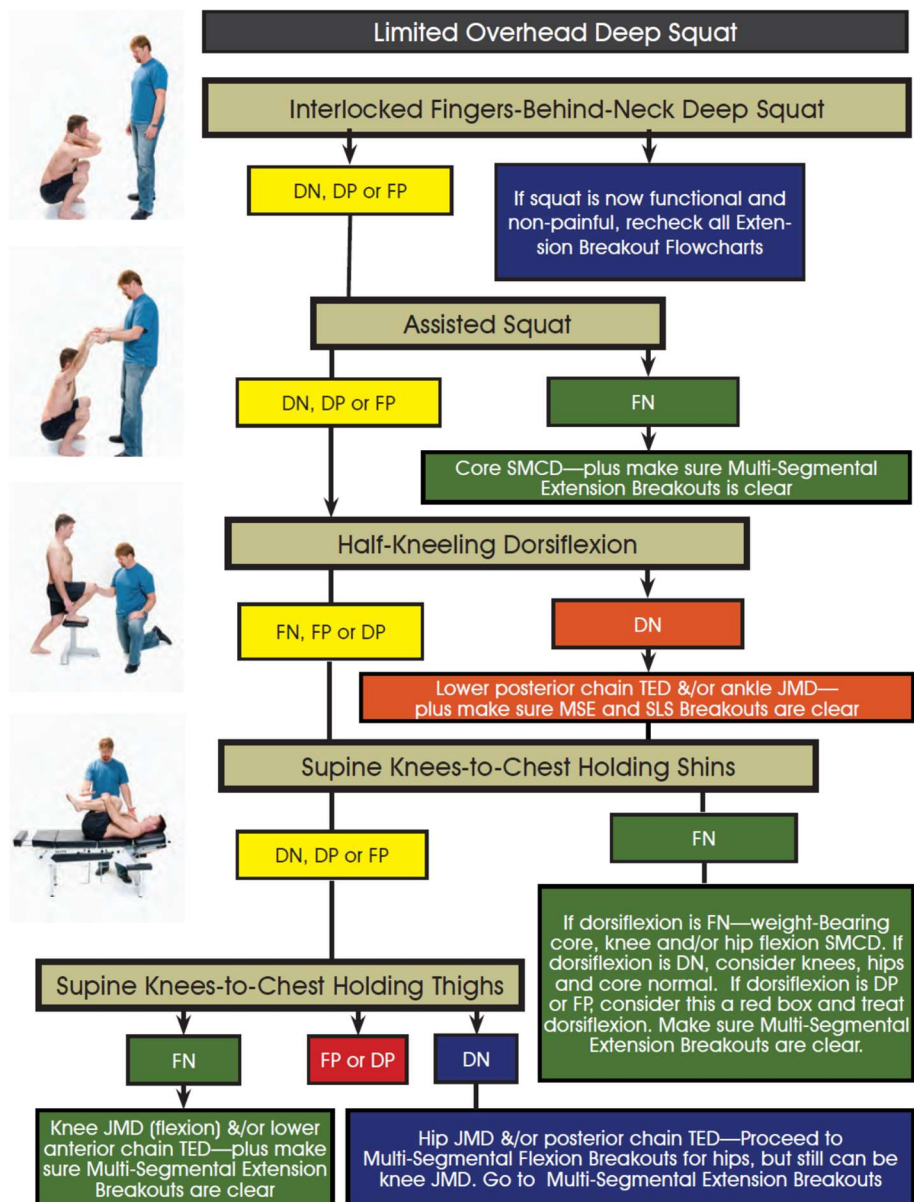 Limited Overhead Deep Squat
Interlocked Fingers-Behind-Neck Deep Squat
DN, DP or FP
If squat is now functional and
non-painful, recheck all Exten-
sion Breakout Flowcharts
Assisted Squat
DN, DP or FP
FN
Core SMCD—plus make sure Multi-Segmental
Extension Breakouts is clear
Half-Kneeling Dorsiflexion
FN, FP or DP
DN
Lower posterior chain TED &/or ankle JMD—
plus make sure MSE and SLS Breakouts are clear
Supine Knees-to-Chest Holding Shins
DN, DP or FP
FN
If dorsiflexion is FN—weight-Bearing
core, knee and/or hip flexion SMCD. If
dorsiflexion is DN, consider knees, hips
and core normal. If dorsiflexion is DP
or FP, consider this a red box and treat
dorsiflexion. Make sure Multi-Segmental
Extension Breakouts are clear.
Supine Knees-to-Chest Holding Thighs
FN
FP or DP
DN
Knee JMD (flexion) &/or lower
anterior chain TED—plus make
sure Multi-Segmental Extension
Breakouts are clear
Hip JMD &/or posterior chain TED—Proceed to
Multi-Segmental Flexion Breakouts for hips, but still can be
knee JMD. Go to Multi-Segmental Extension Breakouts